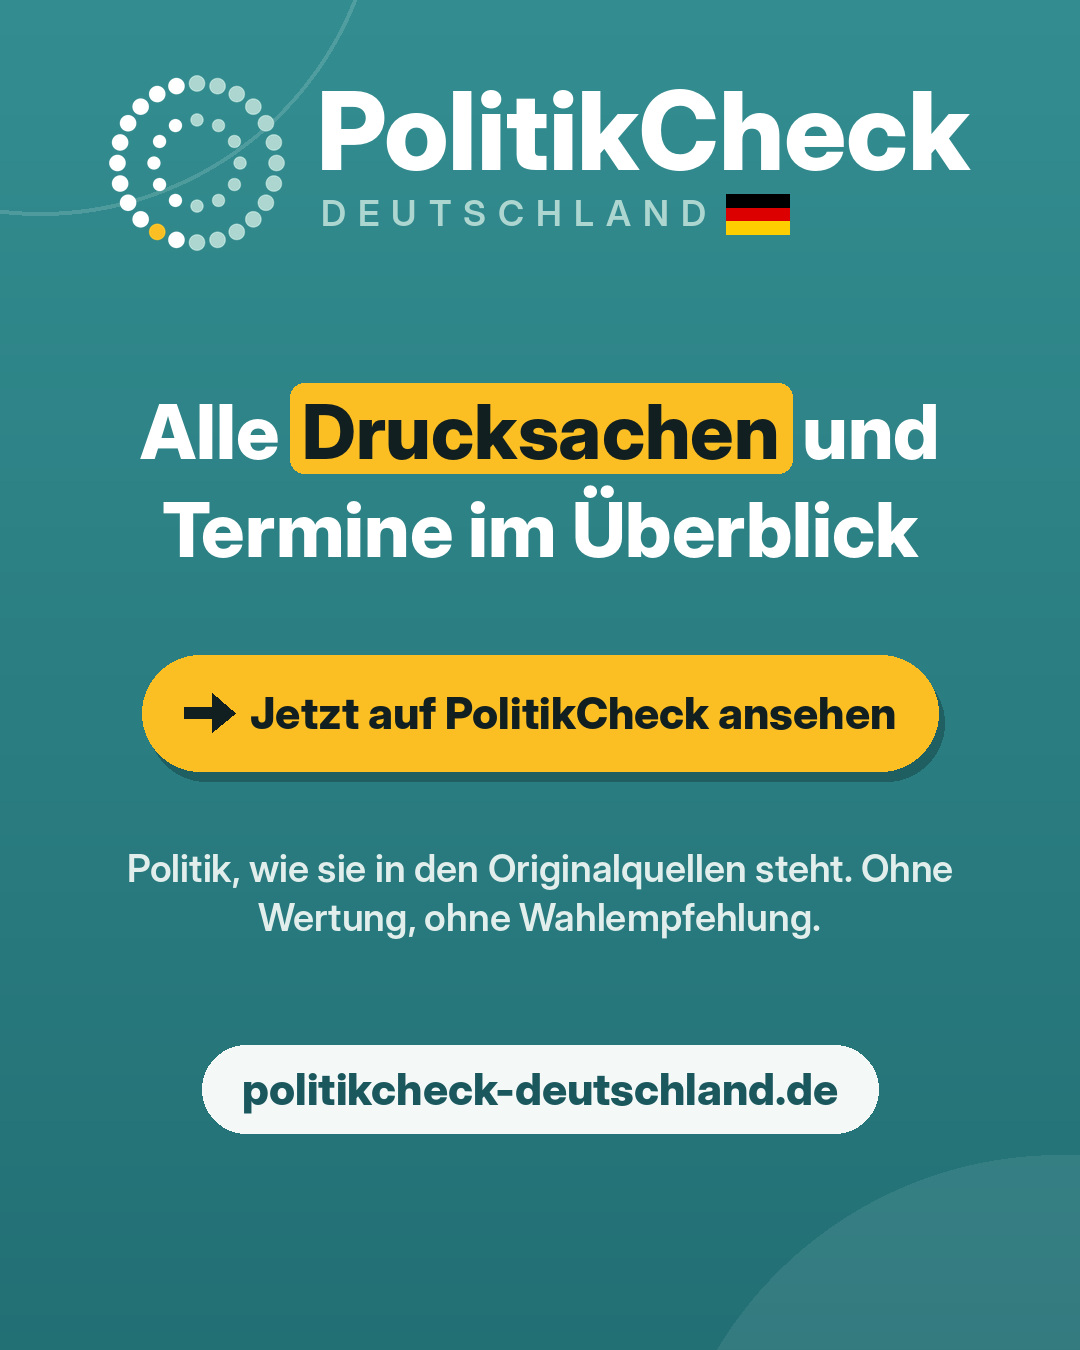 PolitikCheck
DEUTSCHLAND
Alle Drucksachen und
Termine im Überblick
Jetzt auf PolitikCheck ansehen
Politik, wie sie in den Originalquellen steht. Ohne
Wertung, ohne Wahlempfehlung.
politikcheck-deutschland.de